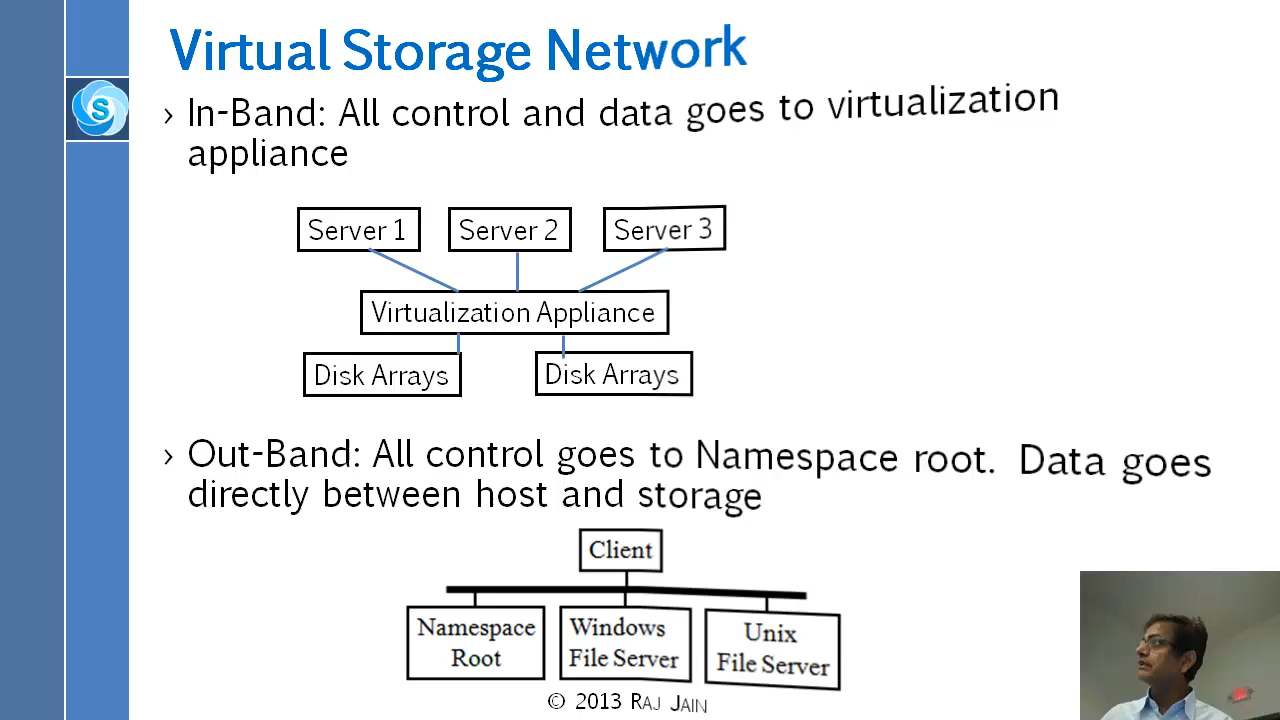 Virtual Storage Network
S
› In-Band: All control and data goes to virtualization
appliance
Server 1 Server 2 Server 3
Virtualization Appliance
Disk Arrays Disk Arrays
› Out-Band: All control goes to Namespace root. Data goes
directly between host and storage
Client
Namespace Windows Unix
Root File Server File Server
© 2013 RAJ JAIN